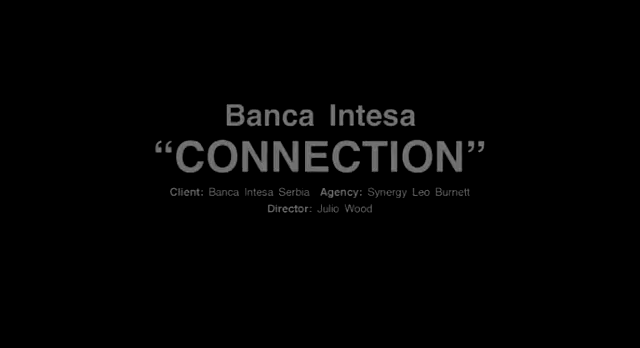 Banca Intesa
“CONNECTION”
Client: Banca Intesa Serbia Agency: Synergy Leo Burnett
Director: Julio Wood